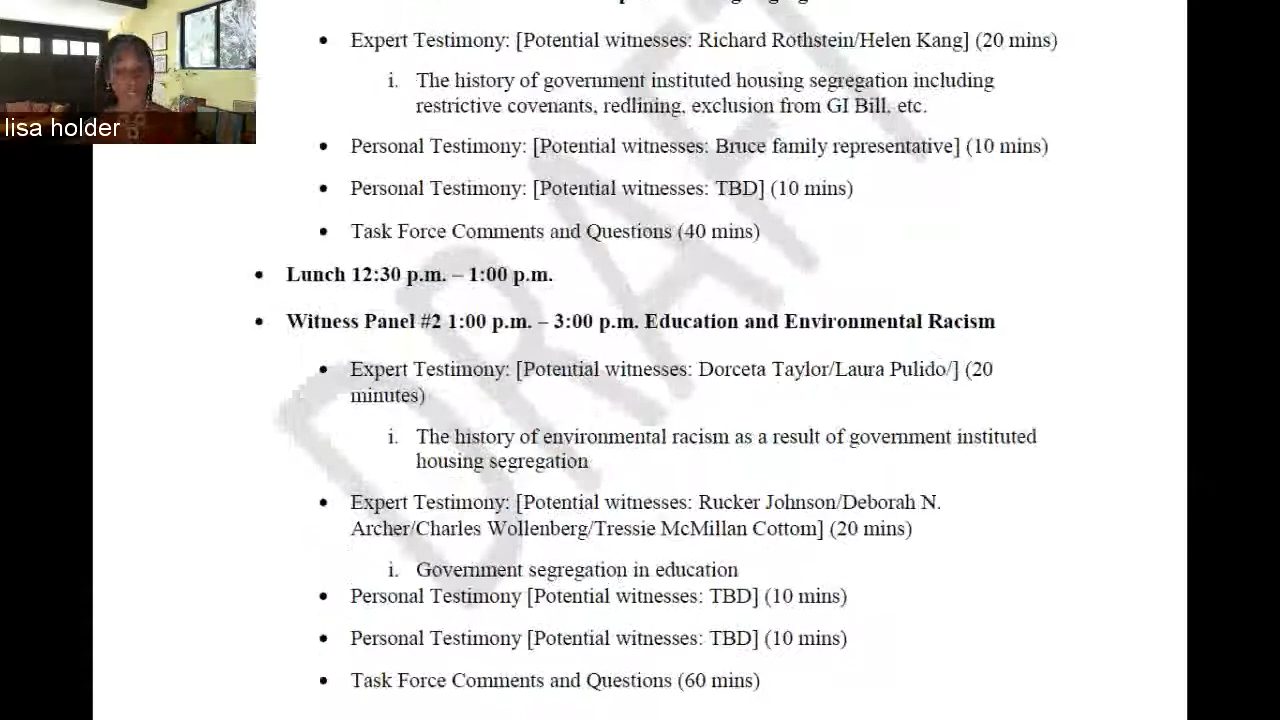 lisa holder
• Expert Testimony: [Potential witnesses: Richard Rothstein/Helen Kang] (20 mins)
i. The history of government instituted housing segregation including
restrictive covenants, redlining, exclusion from GI Bill, etc.
• Personal Testimony: [Potential witnesses: Bruce family representative] (10 mins)
• Personal Testimony: [Potential witnesses: TBD] (10 mins)
• Task Force Comments and Questions (40 mins)
• Lunch 12:30 p.m. – 1:00 p.m.
• Witness Panel #2 1:00 p.m. – 3:00 p.m. Education and Environmental Racism
• Expert Testimony: [Potential witnesses: Dorceta Taylor/Laura Pulido/] (20
minutes)
i. The history of environmental racism as a result of government instituted
housing segregation
• Expert Testimony: [Potential witnesses: Rucker Johnson/Deborah N.
Archer/Charles Wollenberg/Tressie McMillan Cottom] (20 mins)
i. Government segregation in education
• Personal Testimony [Potential witnesses: TBD] (10 mins)
• Personal Testimony [Potential witnesses: TBD] (10 mins)
• Task Force Comments and Questions (60 mins)
DRAFT